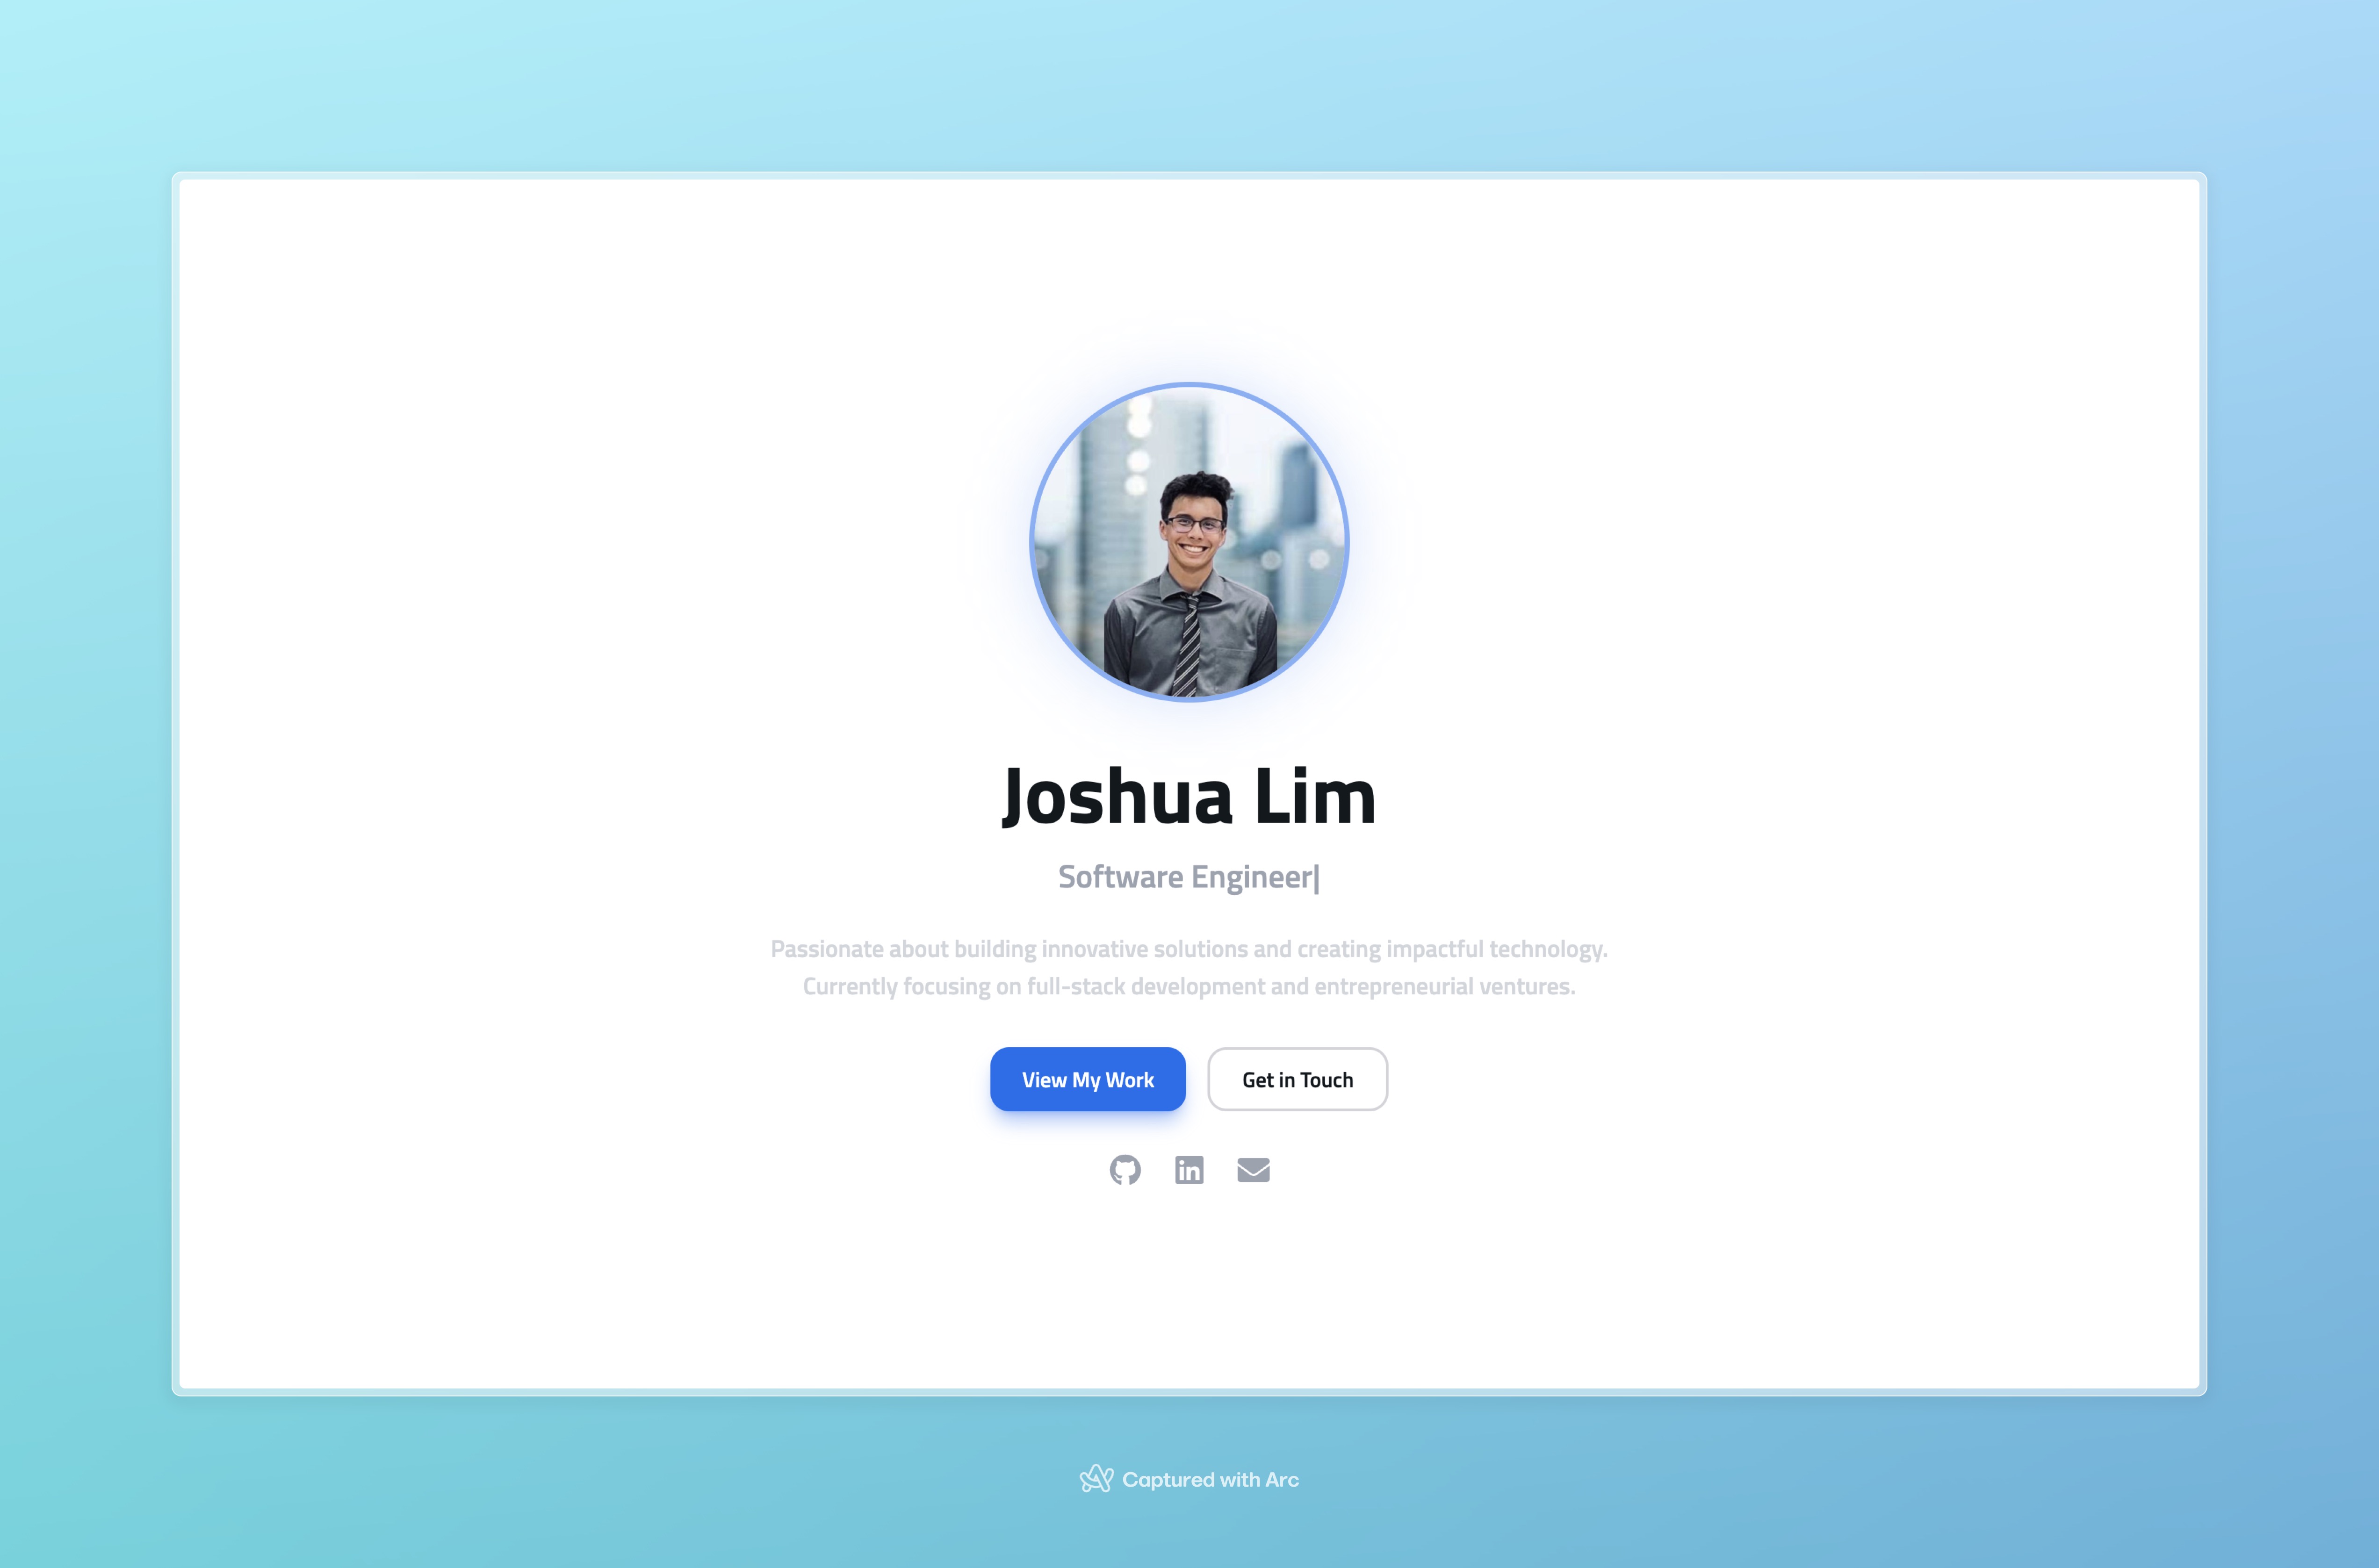 Joshua Lim
Software Engineer|
Passionate about building innovative solutions and creating impactful technology.
Currently focusing on full-stack development and entrepreneurial ventures.
View My Work
Get in Touch
in
Captured with Arc